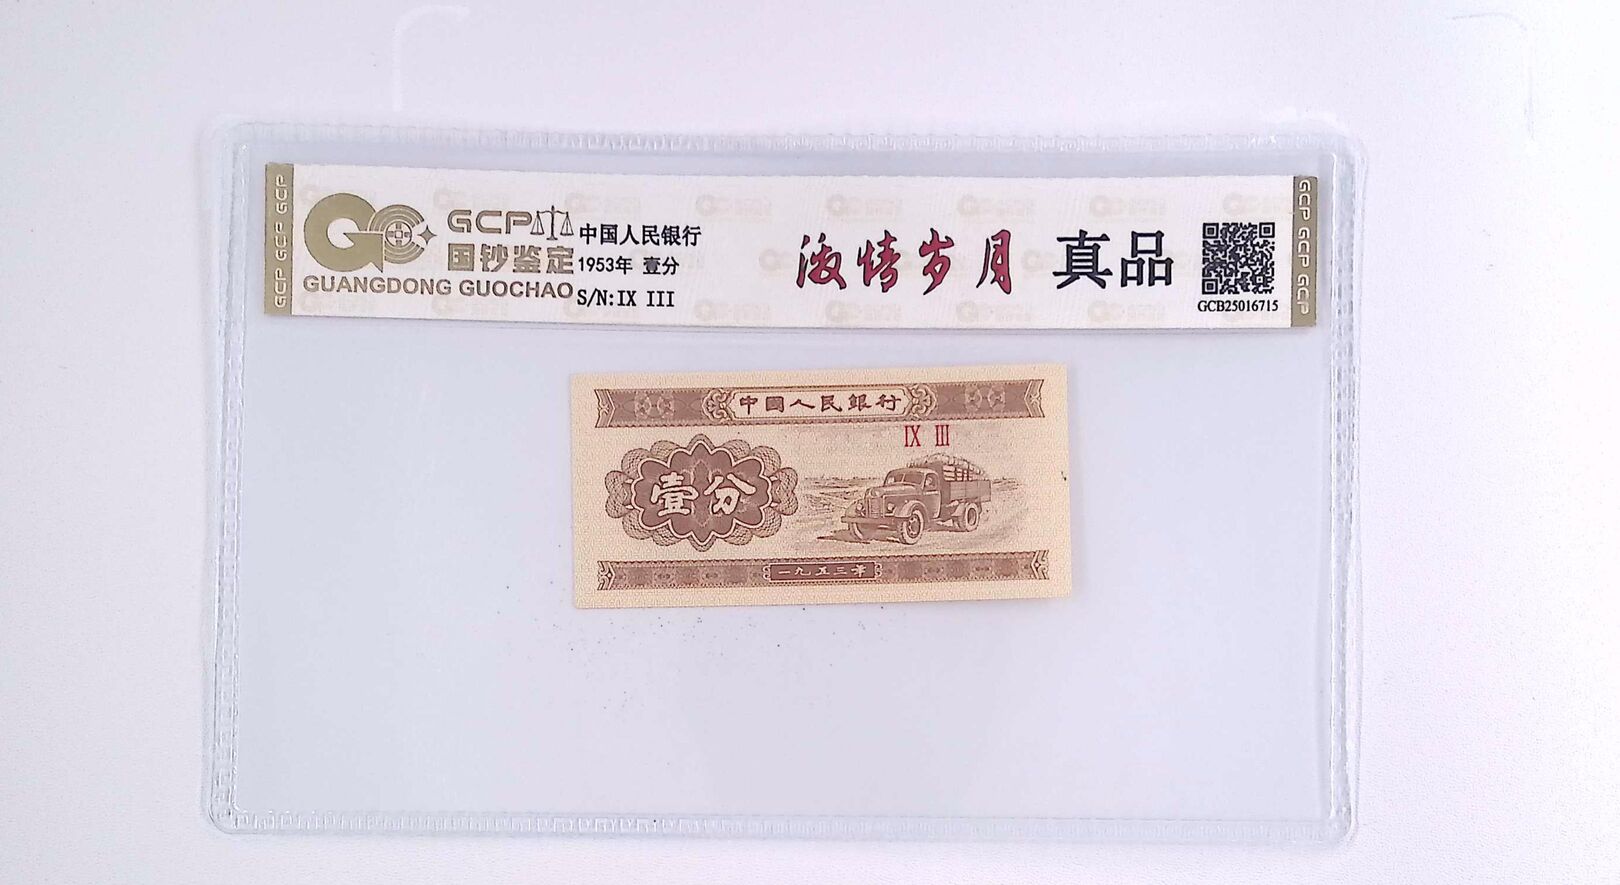 GCP GCP GCP
GCP
国钞鉴定
GUANGDONG GUOCHAO
中国人民银行
1953年 壹分
S/N:IX III
激情岁月
真品
GCB25016715
GCP GCP GCP
中国人民银行
IX III
壹分
一九五三年